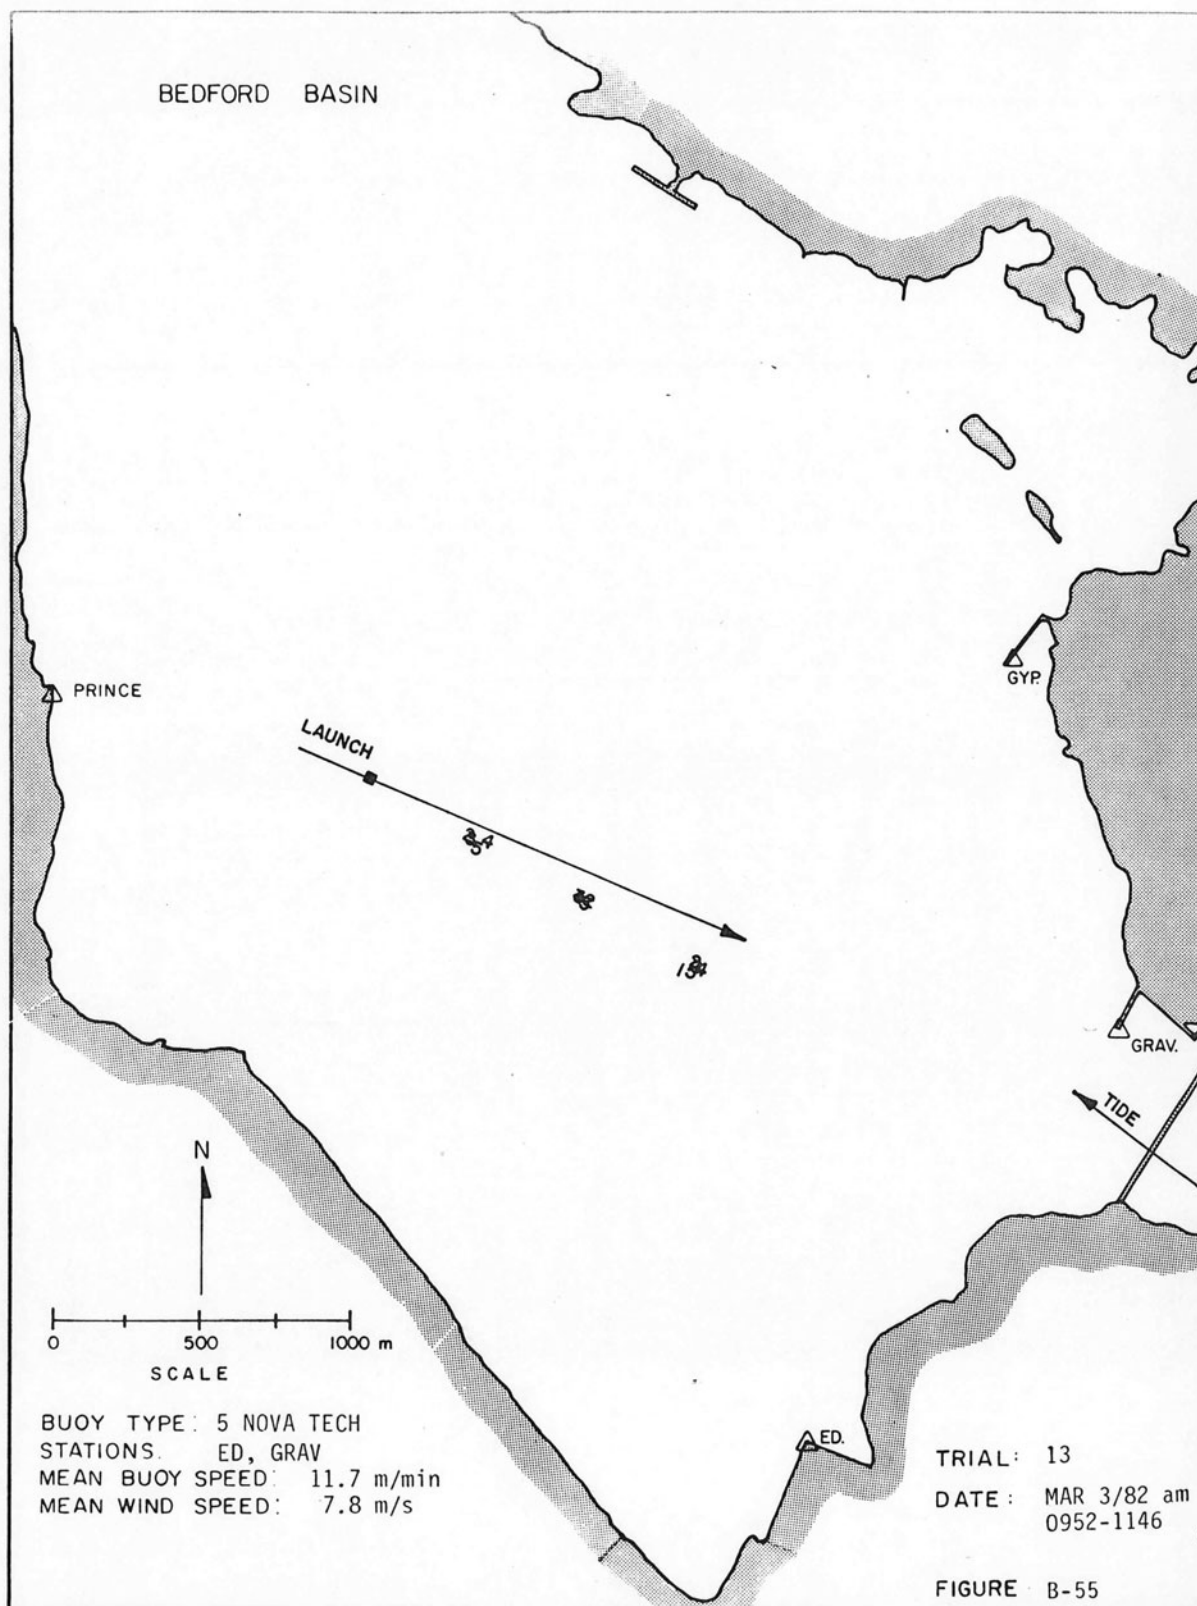 BEDFORD BASIN
PRINCE
GYP.
LAUNCH
GRAV.
TIDE
N
0 500 1000 m
SCALE
ED.
BUOY TYPE: 5 NOVA TECH
STATIONS. ED, GRAV
MEAN BUOY SPEED: 11.7 m/min
MEAN WIND SPEED: 7.8 m/s
TRIAL: 13
DATE: MAR 3/82 am
0952-1146
FIGURE B-55